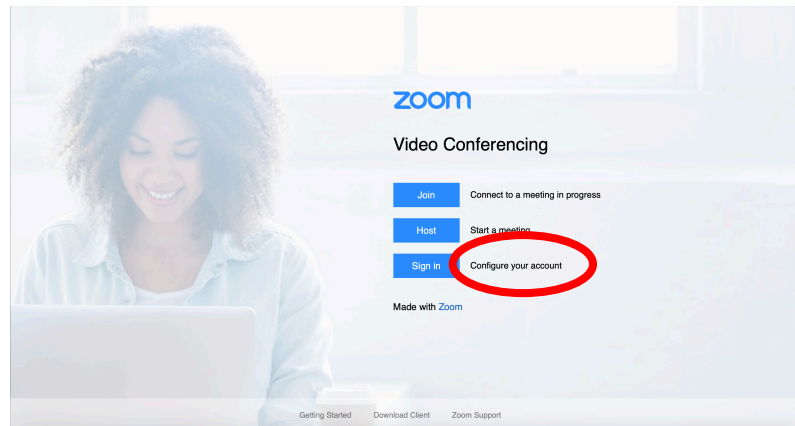 zoom
Video Conferencing
Join Connect to a meeting in progress
Host Start a meeting
Sign in Configure your account
Made with Zoom
Getting Started Download Client Zoom Support